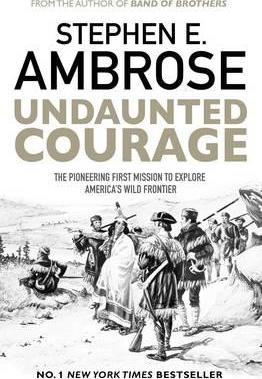 FROM THE AUTHOR OF BAND OF BROTHERS
STEPHEN E.
AMBROSE
UNDAUNTED
COURAGE
THE PIONEERING FIRST MISSION TO EXPLORE
AMERICA'S WILD FRONTIER
NO. 1 NEW YORK TIMES BESTSELLER